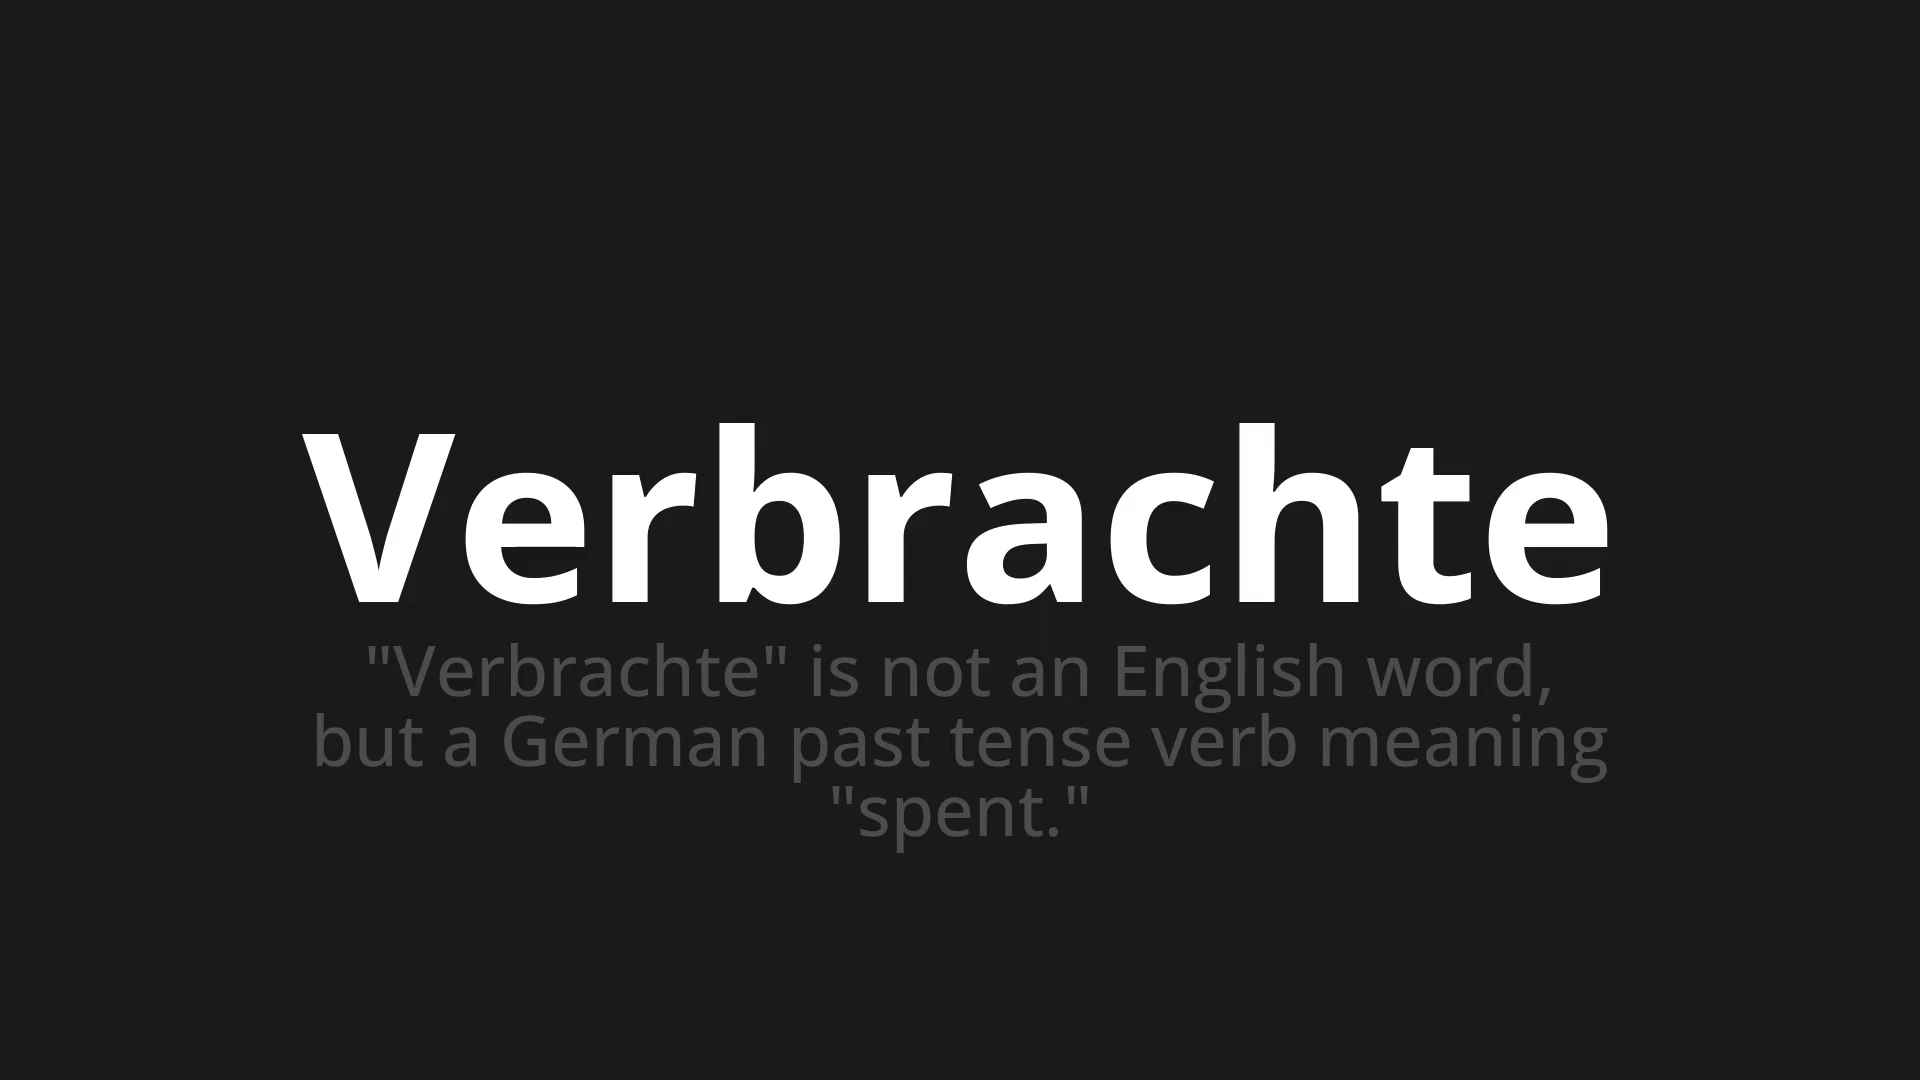 Verbrachte
"Verbrachte" is not an English word,
but a German past tense verb meaning
"spent."